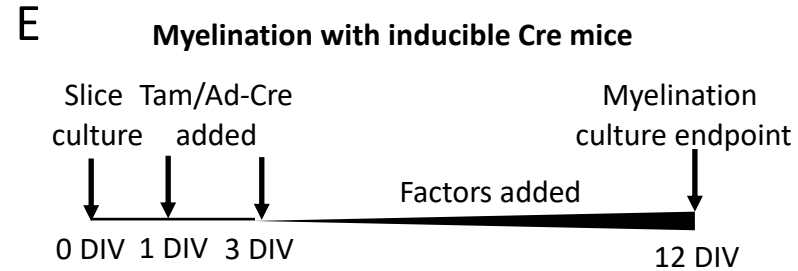 E
Myelination with inducible Cre mice
Slice Tam/Ad-Cre Myelination
culture added culture endpoint
Factors added
0 DIV 1 DIV 3 DIV 12 DIV